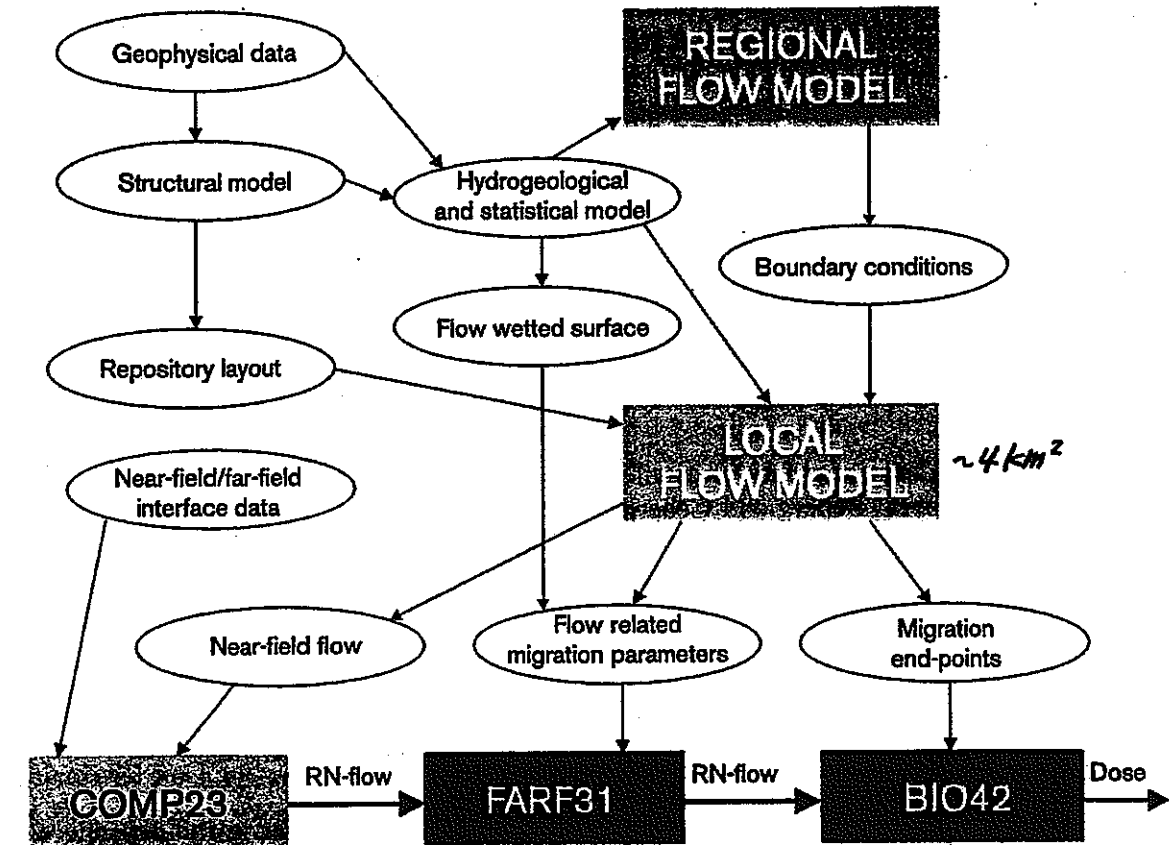 Geophysical data
REGIONAL
FLOW MODEL
Structural model
Hydrogeological
and statistical model
Boundary conditions
Flow wetted surface
Repository layout
LOCAL
FLOW MODEL
~4 km²
Near-field/far-field
interface data
Near-field flow
Flow related
migration parameters
Migration
end-points
COMP23
RN-flow
FARF31
RN-flow
BIO42
Dose